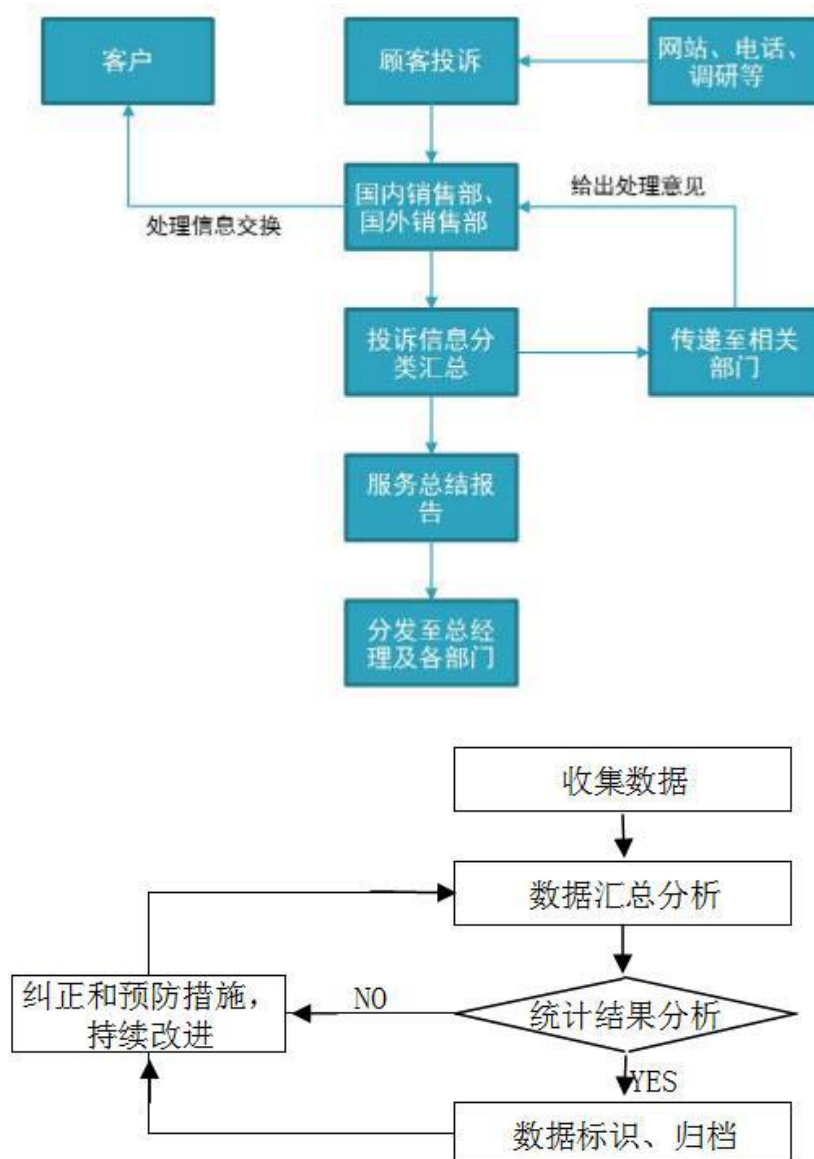 客户
顾客投诉
网站、电话、
调研等
国内销售部、
国外销售部
给出处理意见
处理信息交换
投诉信息分
类汇总
传递至相关
部门
服务总结报
告
分发至总经
理及各部门
收集数据
数据汇总分析
纠正和预防措施，
持续改进
NO
统计结果分析
YES
数据标识、归档